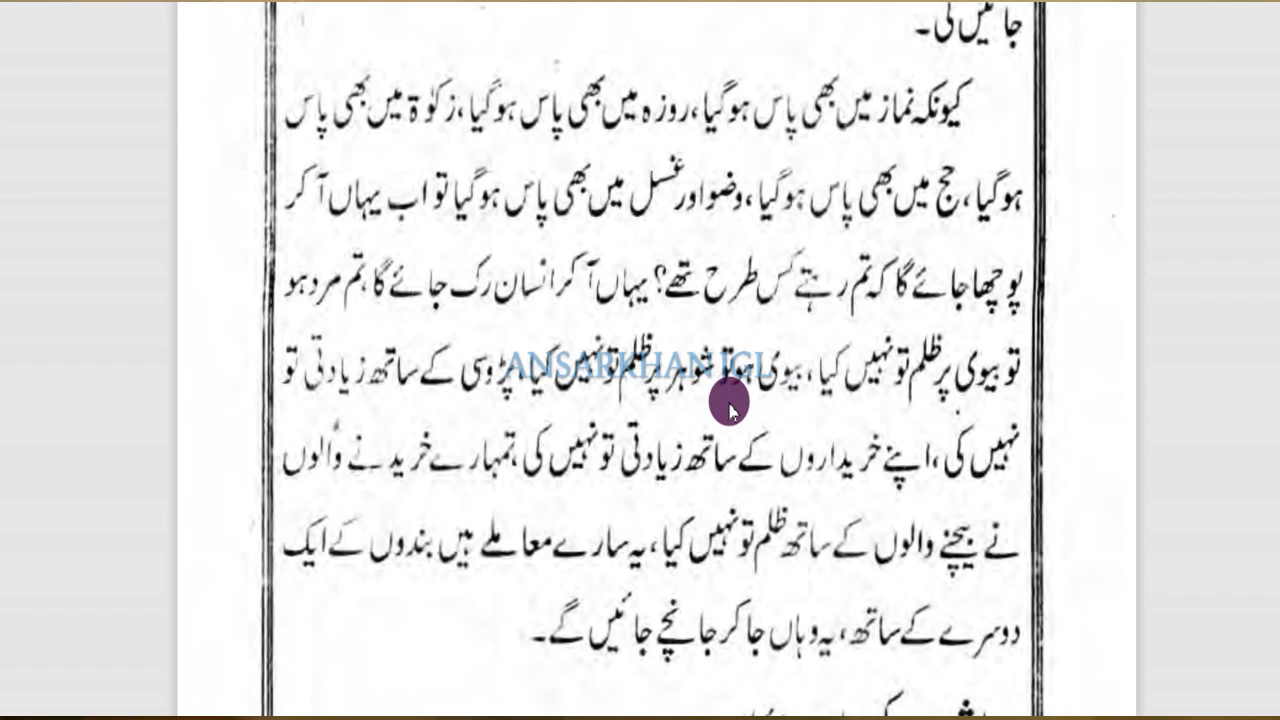 جائیں گی۔
کیونکہ نماز میں بھی پاس ہوگیا، روزہ میں بھی پاس ہوگیا، زکوٰۃ میں بھی پاس
ہوگیا، حج میں بھی پاس ہوگیا، وضو اور غسل میں بھی پاس ہوگیا تو اب یہاں آ کر
پوچھا جائے گا کہ تم رہتے کس طرح تھے؟ یہاں آ کر انسان رک جائے گا، تم مرد ہو
تو بیوی پر ظلم تو نہیں کیا، بیوی ہو تو شوہر پر ظلم تو نہیں کیا، پڑوسی کے ساتھ زیادتی تو
ANSARKHAN IGL
نہیں کی، اپنے خریداروں کے ساتھ زیادتی تو نہیں کی، تمہارے خریدنے والوں
نے بیچنے والوں کے ساتھ ظلم تو نہیں کیا، یہ سارے معاملے ہیں بندوں کے ایک
دوسرے کے ساتھ، یہ وہاں جا کر جانچے جائیں گے۔